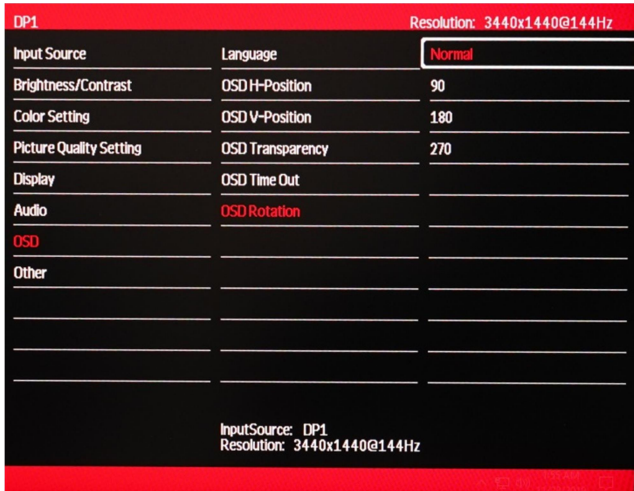 DP1 Resolution: 3440x1440@144Hz
Input Source Language Normal
Brightness/Contrast OSD H-Position 90
Color Setting OSD V-Position 180
Picture Quality Setting OSD Transparency 270
Display OSD Time Out
Audio OSD Rotation
OSD
Other
InputSource: DP1
Resolution: 3440x1440@144Hz